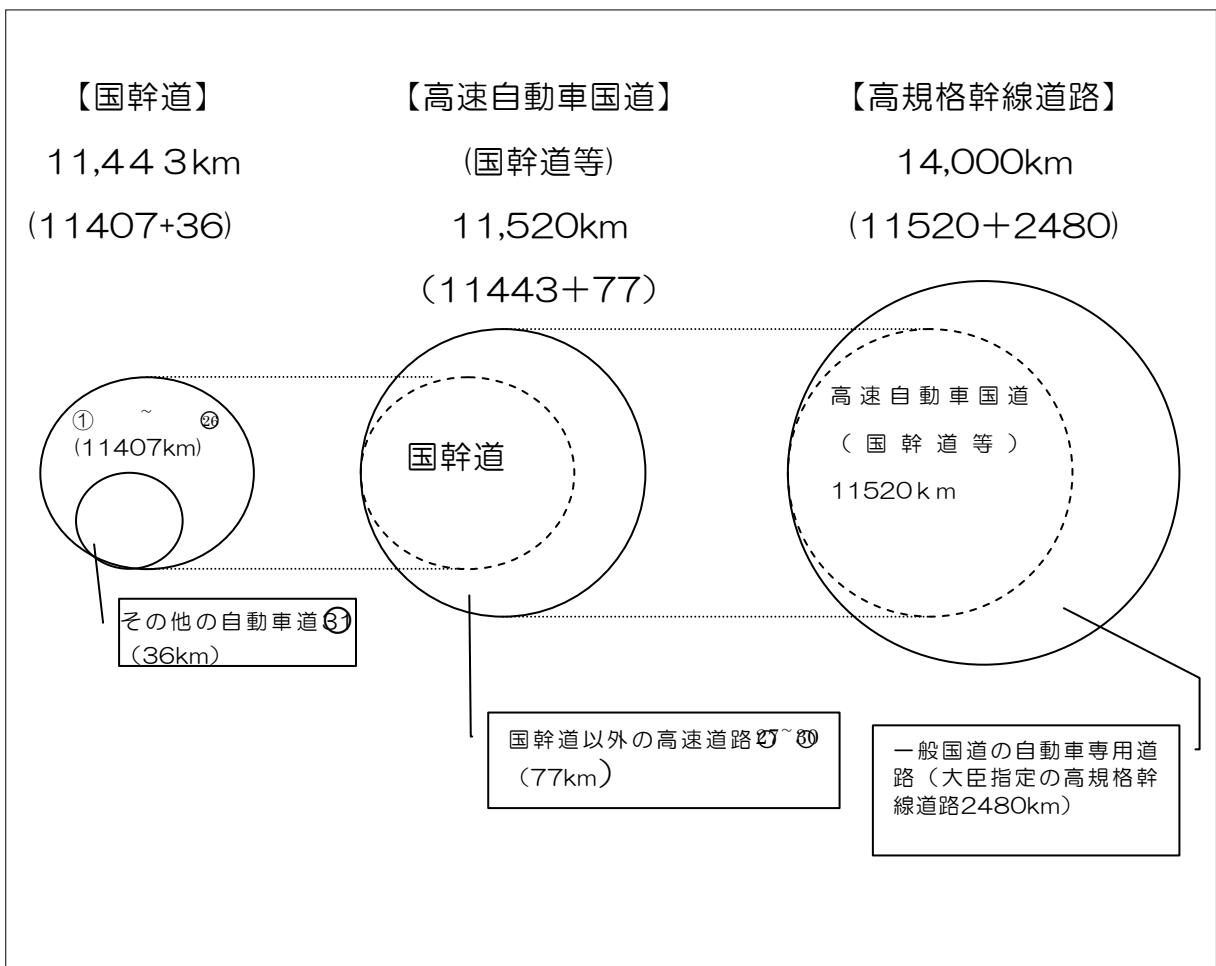 【国幹道】
11,443km
(11407+36)
【高速自動車国道】
(国幹道等)
11,520km
（11443＋77）
【高規格幹線道路】
14,000km
(11520＋2480)
① ~ ㉖
(11407km)
その他の自動車道㉛
（36km）
国幹道
国幹道以外の高速道路㉗~㉚
（77km）
高速自動車国道
（国幹道等）
11520ｋｍ
一般国道の自動車専用道
路（大臣指定の高規格幹
線道路2480km）